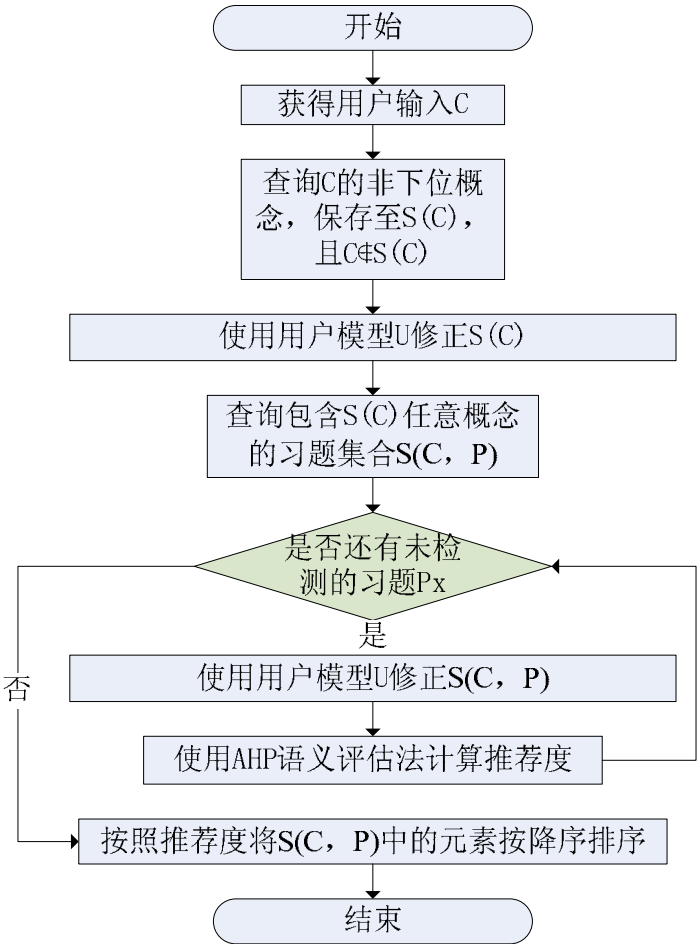 开始
获得用户输入C
查询C的非下位概
念，保存至S(C)，
且C∉S(C)
使用用户模型U修正S(C)
查询包含S(C)任意概念
的习题集合S(C，P)
是否还有未检
测的习题Px
是
否
使用用户模型U修正S(C，P)
使用AHP语义评估法计算推荐度
按照推荐度将S(C，P)中的元素按降序排序
结束